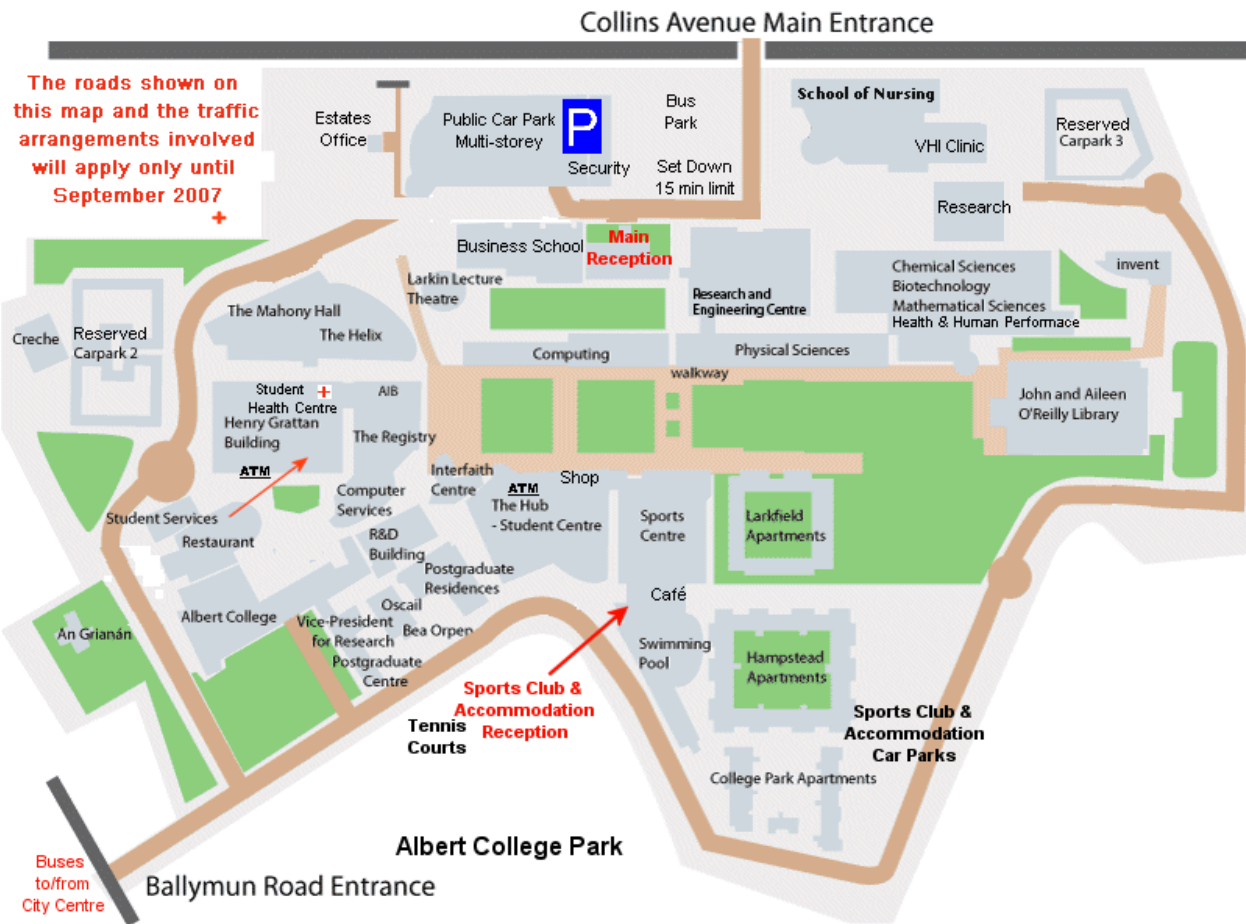 Collins Avenue Main Entrance
The roads shown on
this map and the traffic
arrangements involved
will apply only until
September 2007
Estates
Office
Public Car Park
Multi-storey
P
Security
Bus
Park
Set Down
15 min limit
School of Nursing
VHI Clinic
Reserved
Carpark 3
Research
Business School
Main
Reception
Larkin Lecture
Theatre
Research and
Engineering Centre
Chemical Sciences
Biotechnology
Mathematical Sciences
Health & Human Performace
invent
The Mahony Hall
The Helix
Creche
Reserved
Carpark 2
Computing
Physical Sciences
walkway
Student
Health Centre
AIB
Henry Grattan
Building
The Registry
ATM
John and Aileen
O'Reilly Library
Interfaith
Centre
Shop
ATM
The Hub
- Student Centre
Computer
Services
Student Services
Restaurant
R&D
Building
Sports
Centre
Larkfield
Apartments
Postgraduate
Residences
Café
Oscail
Albert College
Vice-President
for Research
Bea Orpen
An Grianán
Postgraduate
Centre
Swimming
Pool
Hampstead
Apartments
Sports Club &
Accommodation
Reception
Tennis
Courts
Sports Club &
Accommodation
Car Parks
College Park Apartments
Albert College Park
Buses
to/from
City Centre
Ballymun Road Entrance